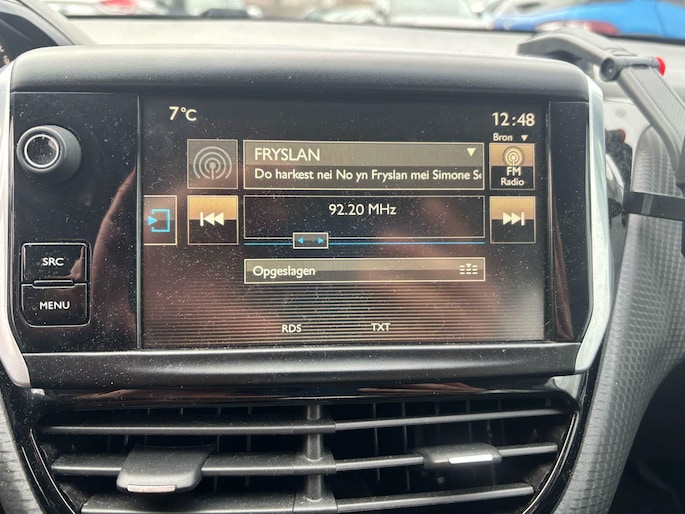 7°C
12:48
Bron
FRYSLAN
Do harkest nei No yn Fryslan mei Simone
FM
Radio
92.20 MHz
SRC
MENU
Opgeslagen
RDS TXT